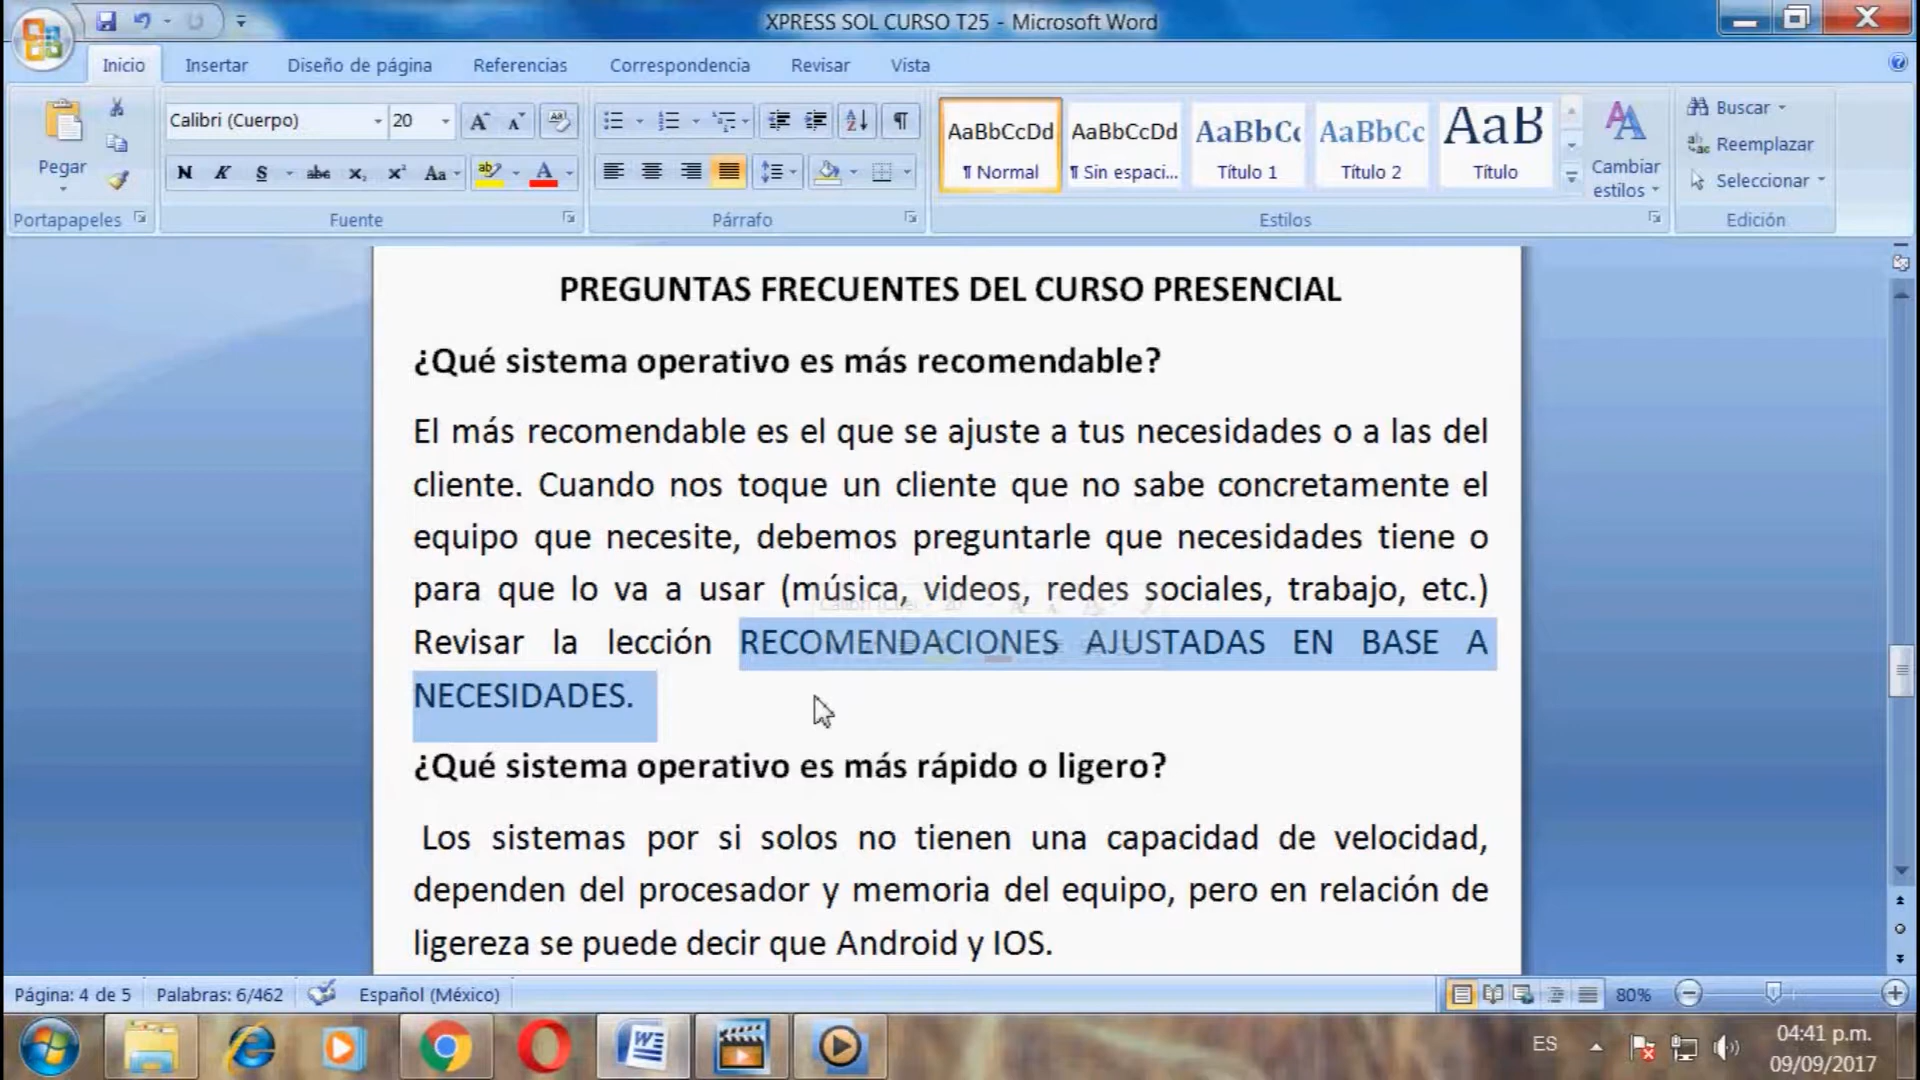 XPRESS SOL CURSO T25 - Microsoft Word
Inicio
Insertar
Diseño de página
Referencias
Correspondencia
Revisar
Vista
Pegar
Portapapeles
Calibri (Cuerpo)
20
Fuente
Párrafo
AaBbCcDd
¶ Normal
AaBbCcDd
¶ Sin espaci...
AaBbCc
Título 1
AaBbCc
Título 2
AaB
Título
Cambiar
estilos
Estilos
Buscar
Reemplazar
Seleccionar
Edición
PREGUNTAS FRECUENTES DEL CURSO PRESENCIAL
¿Qué sistema operativo es más recomendable?
El más recomendable es el que se ajuste a tus necesidades o a las del
cliente. Cuando nos toque un cliente que no sabe concretamente el
equipo que necesite, debemos preguntarle que necesidades tiene o
para que lo va a usar (música, videos, redes sociales, trabajo, etc.)
Revisar la lección RECOMENDACIONES AJUSTADAS EN BASE A
NECESIDADES.
¿Qué sistema operativo es más rápido o ligero?
Los sistemas por si solos no tienen una capacidad de velocidad,
dependen del procesador y memoria del equipo, pero en relación de
ligereza se puede decir que Android y IOS.
Página: 4 de 5
Palabras: 6/462
Español (México)
80%
ES
04:41 p.m.
09/09/2017